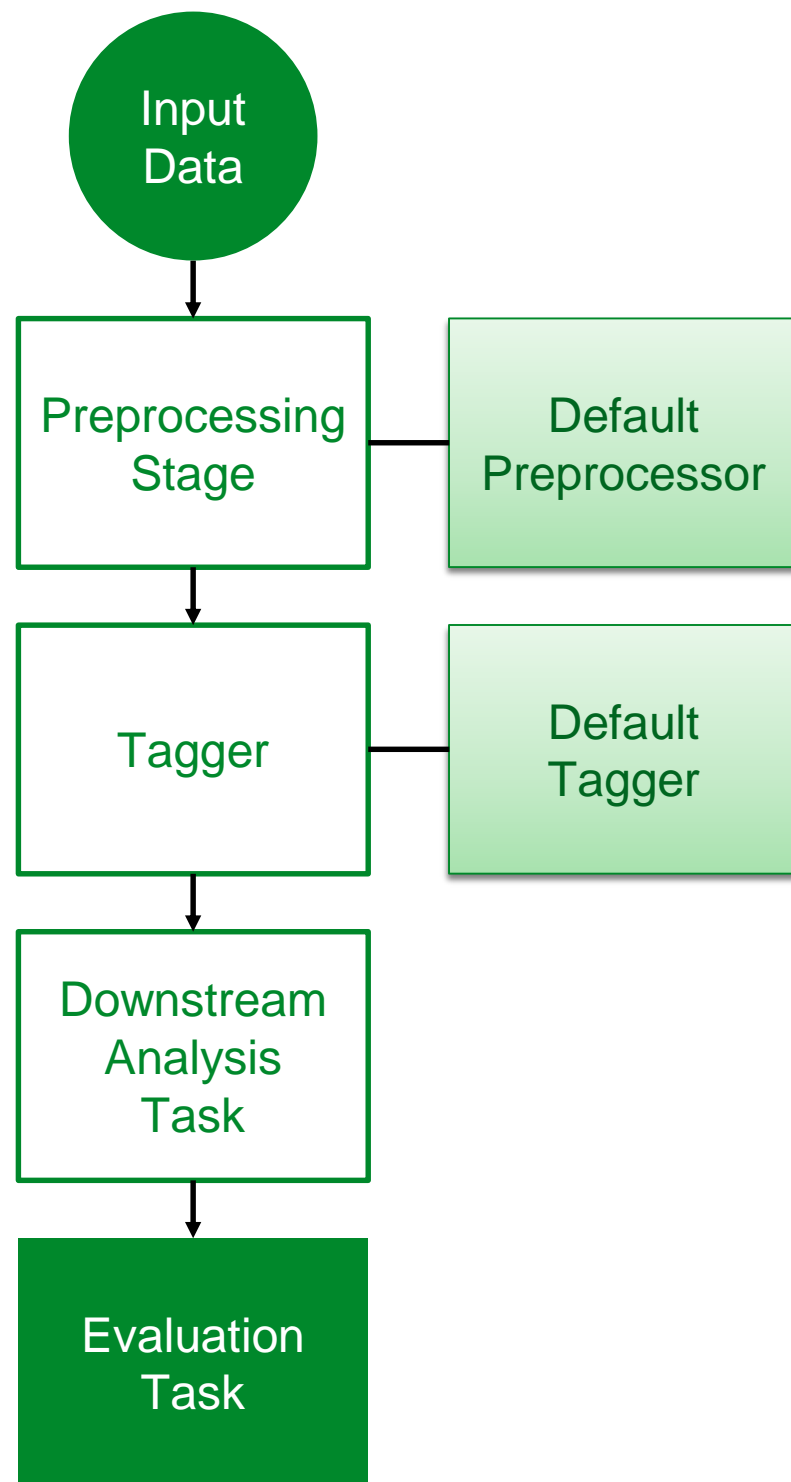 Input
Data
Preprocessing
Stage
Default
Preprocessor
Tagger
Default
Tagger
Downstream
Analysis
Task
Evaluation
Task